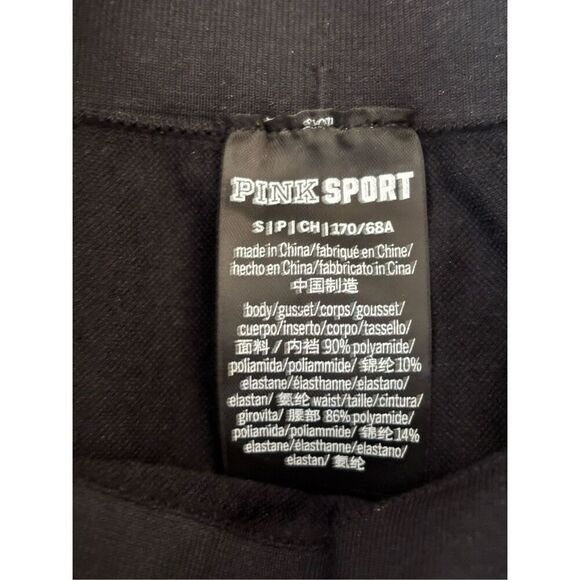 PINK SPORT
S|P|CH|170/68A
made in China/fabriqué en Chine/
hecho en China/fabbricato in Cina/
中国制造
body/gusset/corps/gousset/
cuerpo/inserto/corpo/tassello/
面料 / 内裆 90% polyamide/
poliamida/poliammide/ 锦纶 10%
elastane/élasthanne/elastano/
elastan/ 氨纶 waist/taille/cintura/
girovita/ 腰部 86% polyamide/
poliamida/poliammide/ 锦纶 14%
elastane/élasthanne/elastano/
elastan/ 氨纶